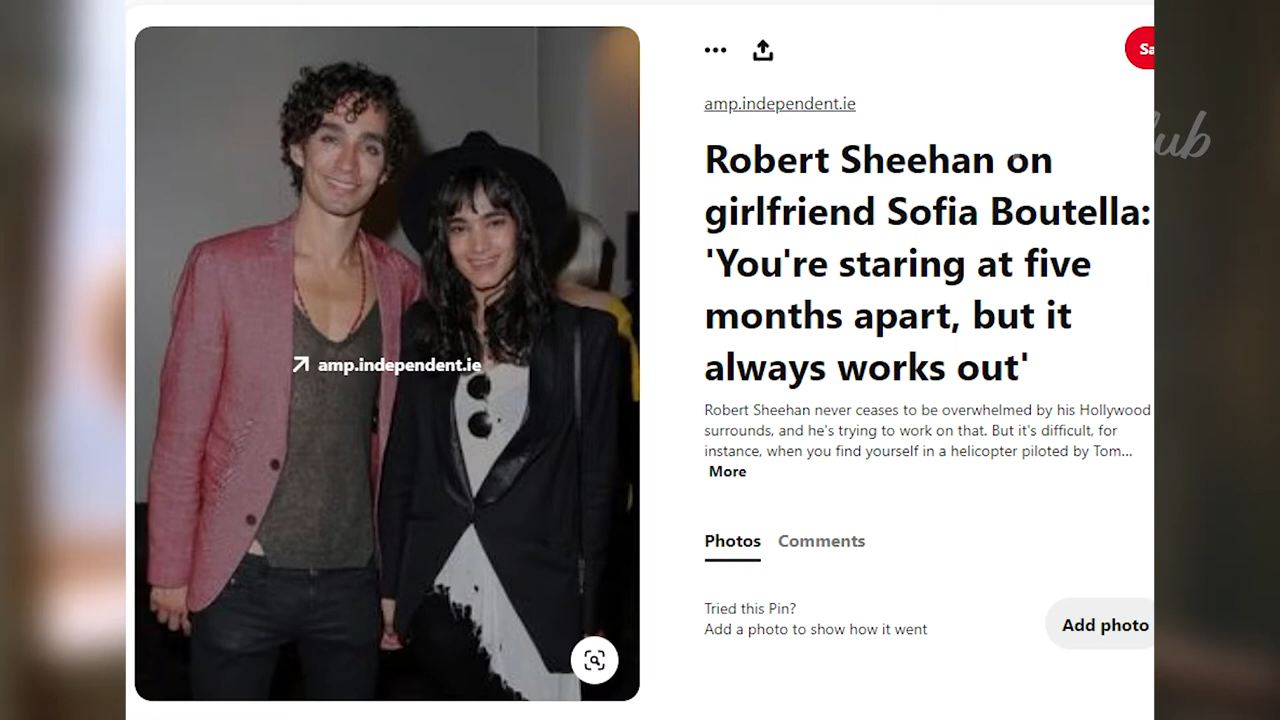 Sa
amp.independent.ie
lub
Robert Sheehan on
girlfriend Sofia Boutella:
'You're staring at five
months apart, but it
always works out'
amp.independent.ie
Robert Sheehan never ceases to be overwhelmed by his Hollywood
surrounds, and he's trying to work on that. But it's difficult, for
instance, when you find yourself in a helicopter piloted by Tom...
More
Photos Comments
Tried this Pin?
Add a photo to show how it went
Add photo